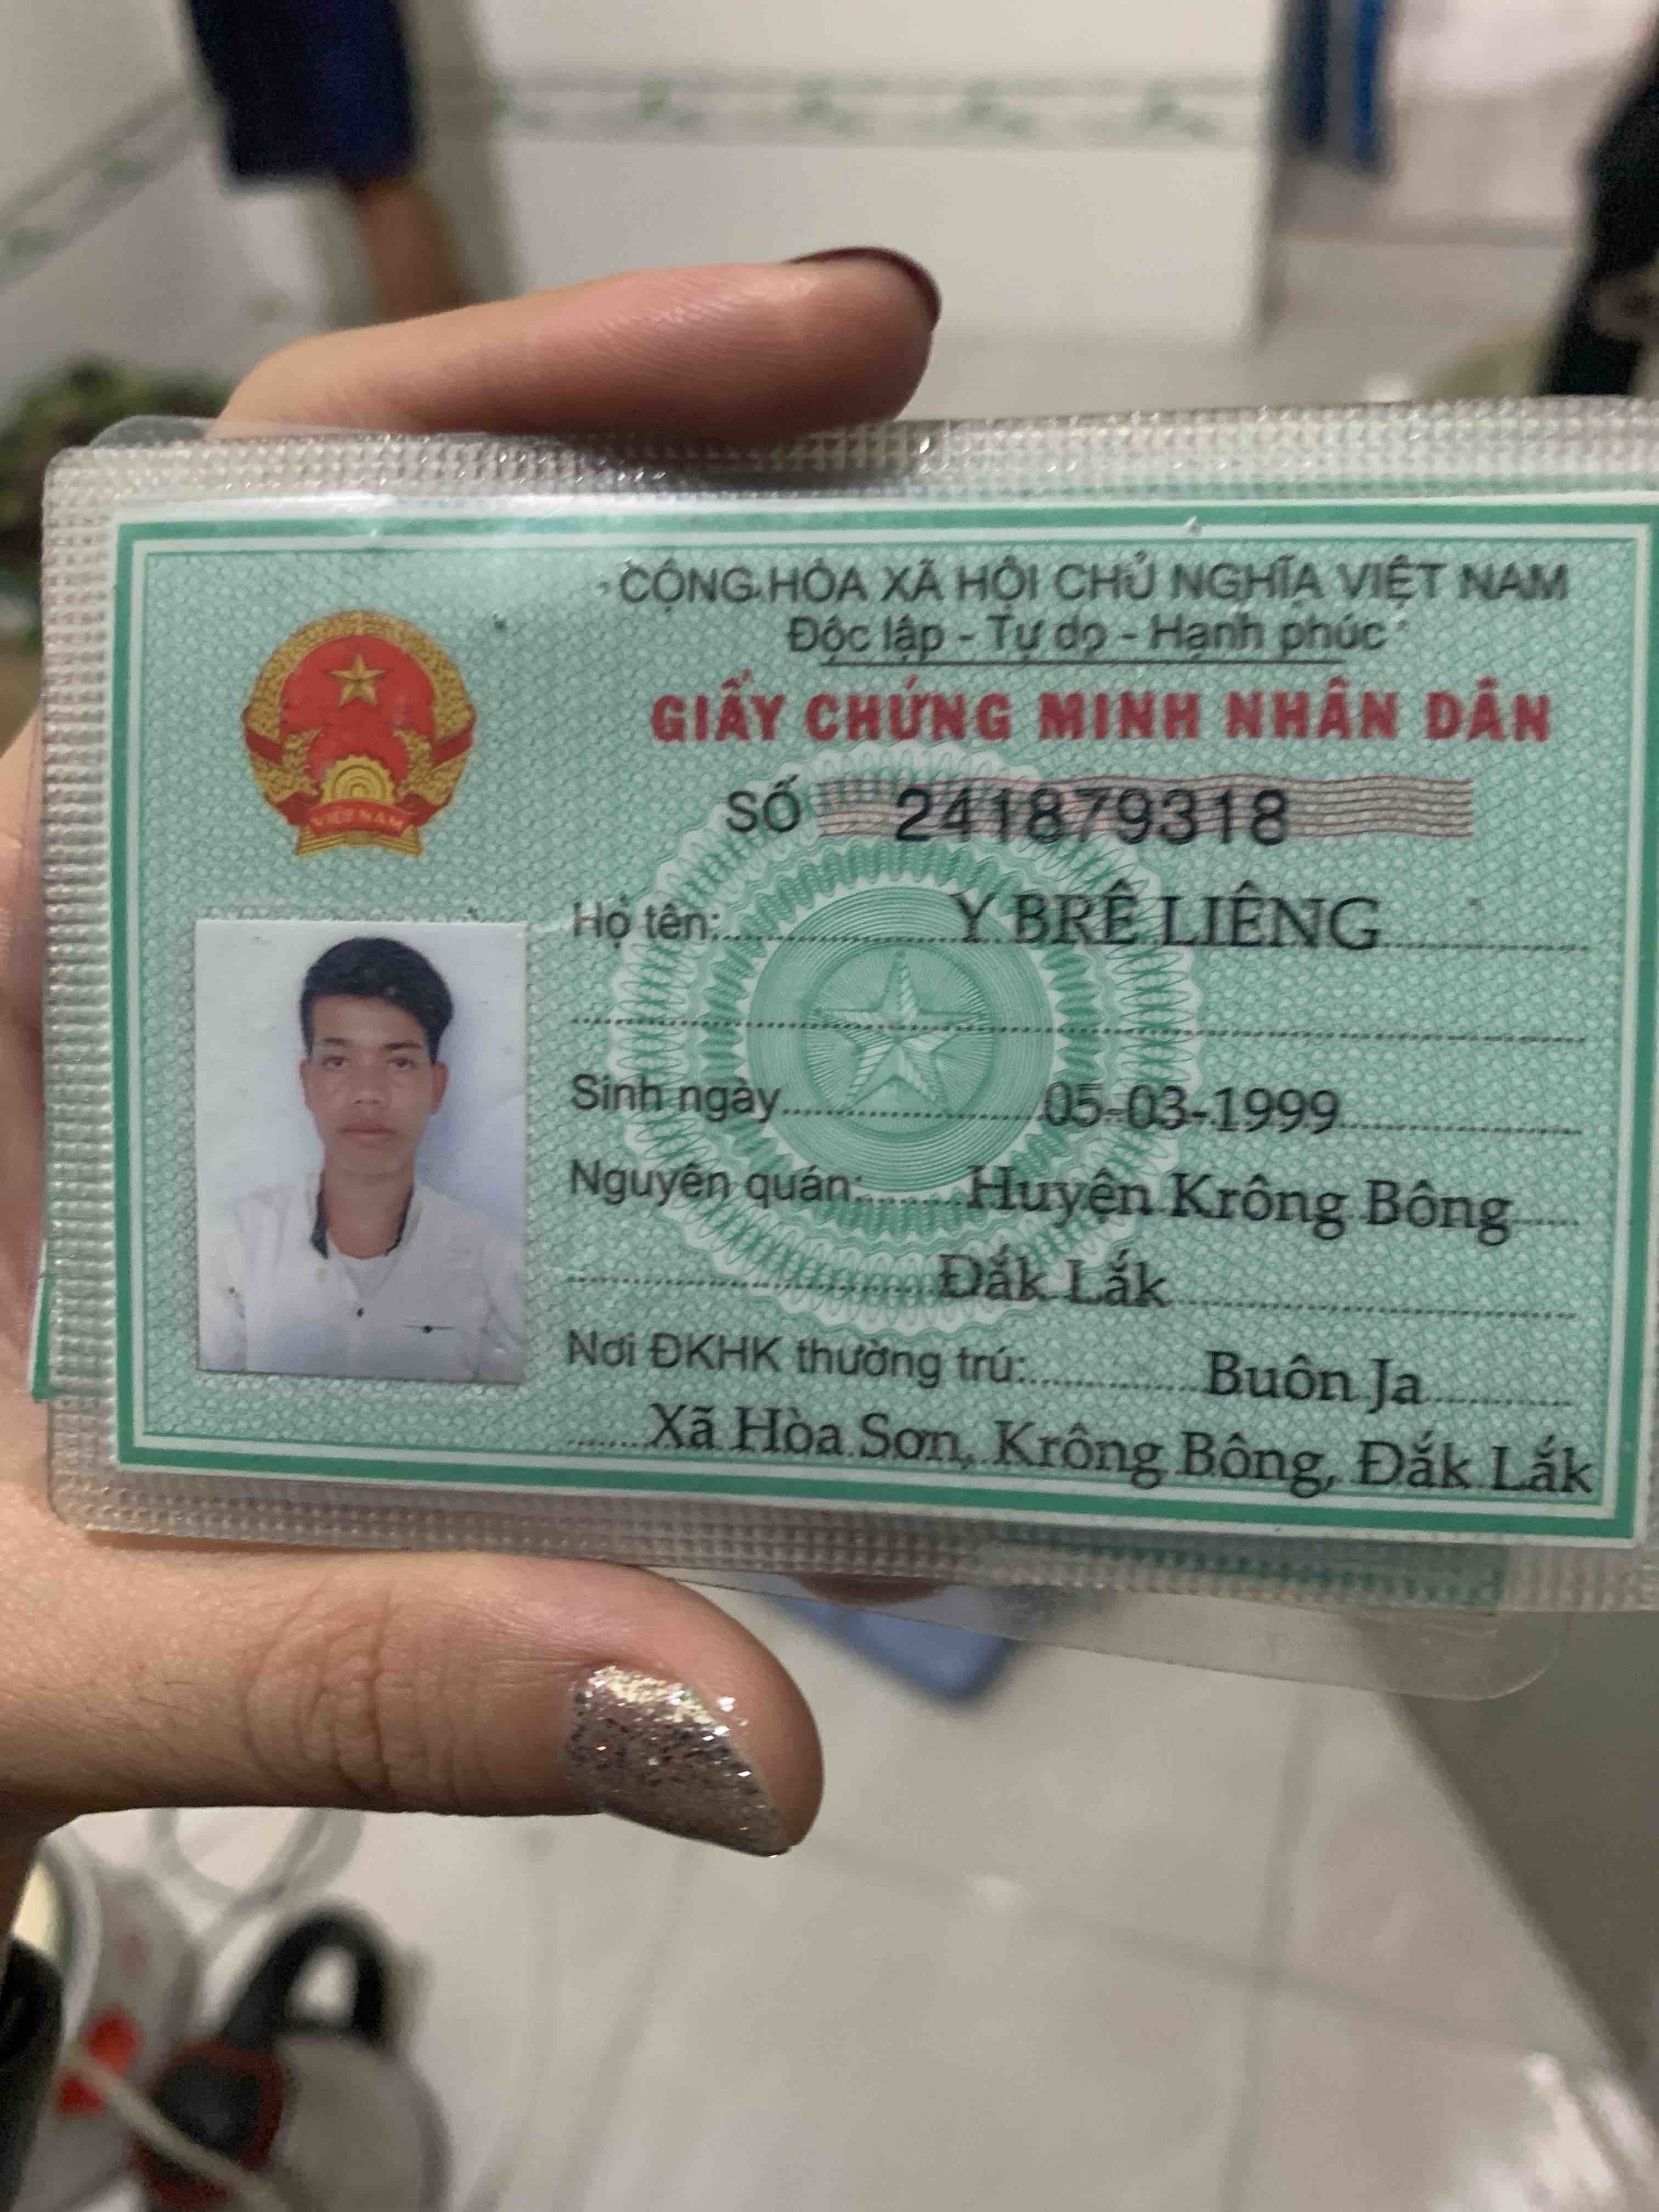 CỘNG HÒA XÃ HỘI CHỦ NGHĨA VIỆT NAM
Độc lập - Tự do - Hạnh phúc
GIẤY CHỨNG MINH NHÂN DÂN
SỐ 241879318
Họ tên: Y BRÊ LIÊNG
Sinh ngày 05-03-1999
Nguyên quán: Huyện Krông Bông
Đắk Lắk
Nơi ĐKHK thường trú: Buôn Ja
Xã Hòa Sơn, Krông Bông, Đắk Lắk
VIỆT NAM